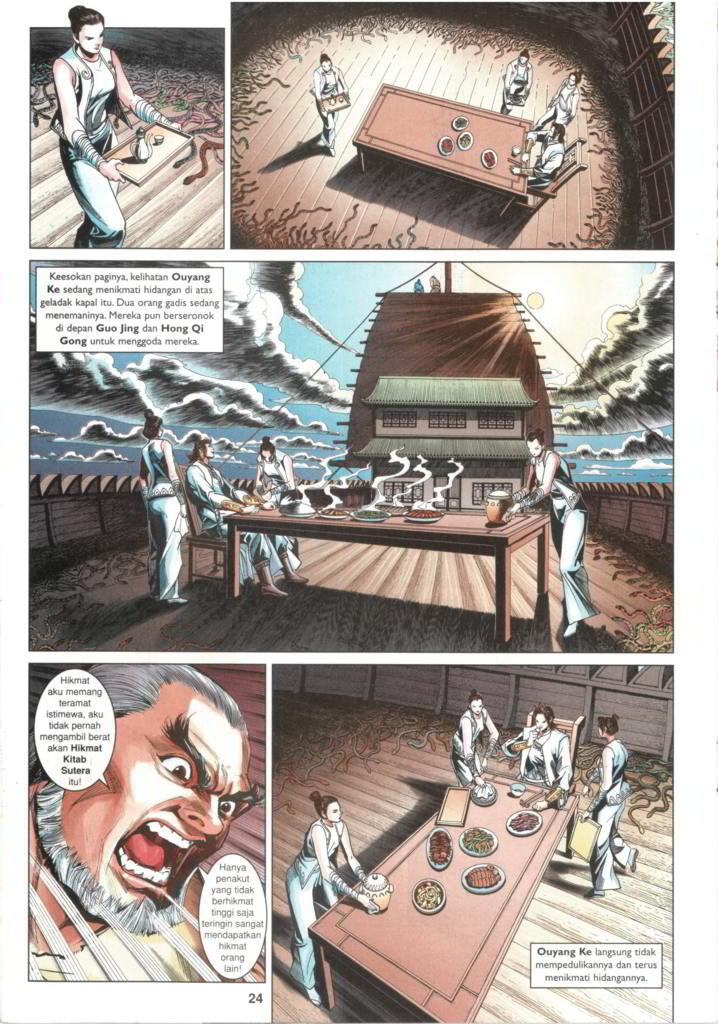 Keesokan paginya, kelihatan Ouyang
Ke sedang menikmati hidangan di atas
geladak kapal itu. Dua orang gadis sedang
menemaninya. Mereka pun berseronok
di depan Guo Jing dan Hong Qi
Gong untuk menggoda mereka.
Hikmat
aku memang
teramat
istimewa, aku
tidak pernah
mengambil berat
akan Hikmat
Kitab
Sutera
itu!
Hanya
penakut
yang tidak
berhikmat
tinggi saja
teringin sangat
mendapatkan
hikmat
orang
lain!
Ouyang Ke langsung tidak
mempedulikannya dan terus
menikmati hidangannya.
24